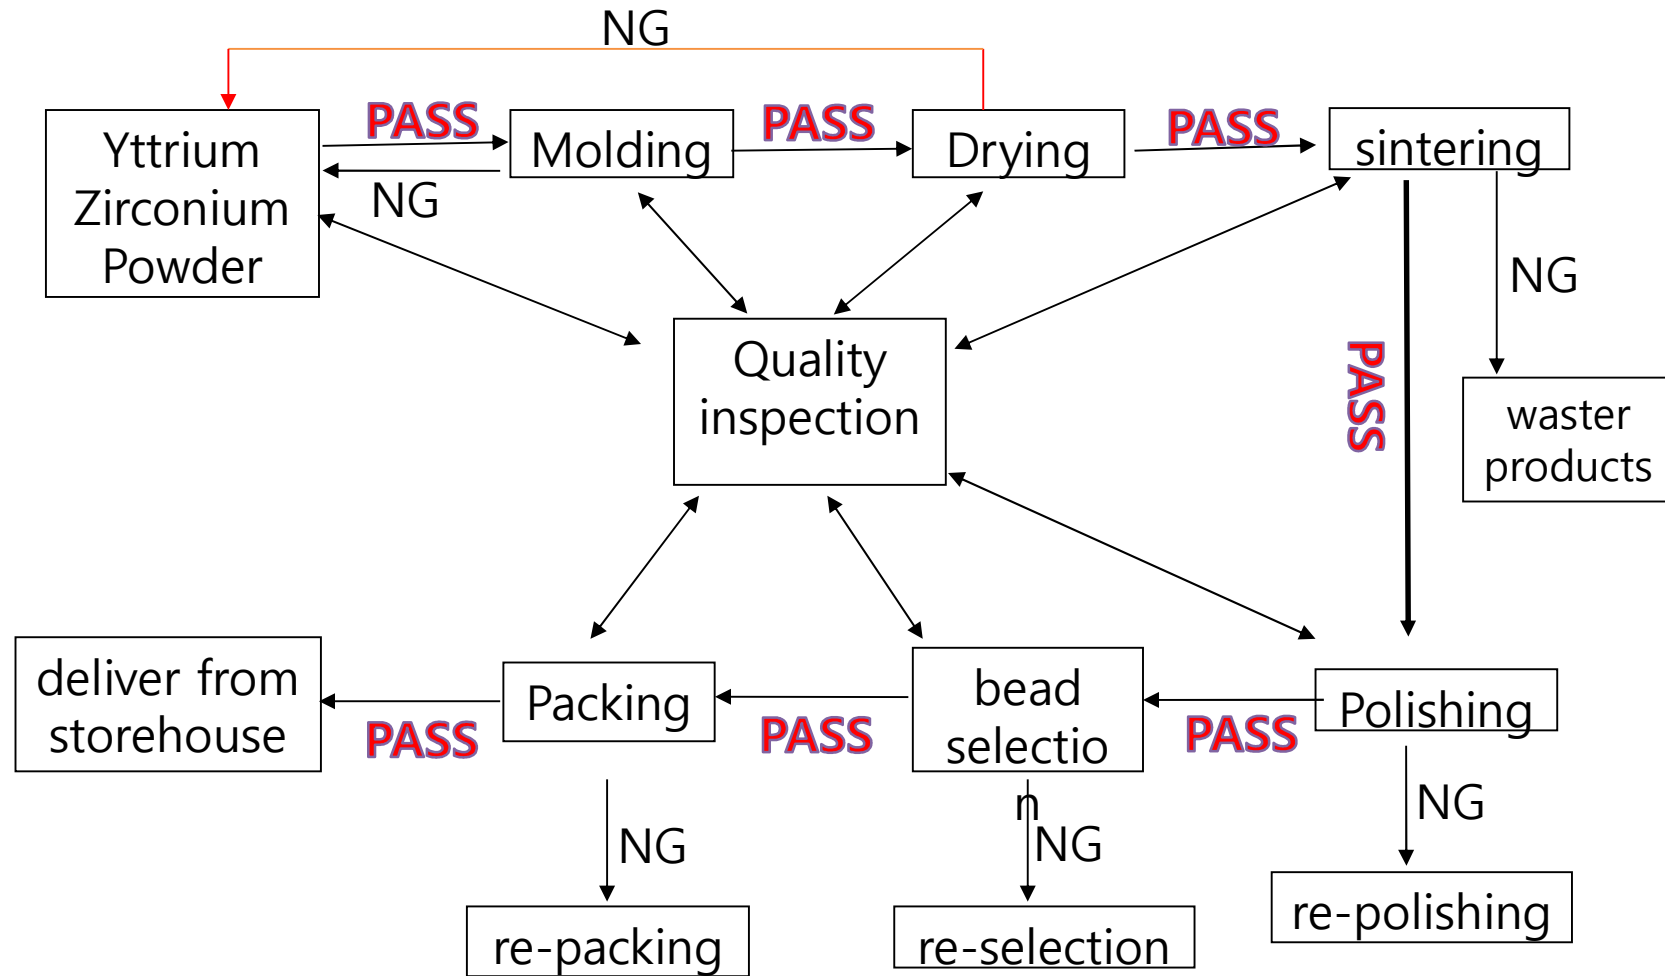 NG
PASS
PASS
PASS
Yttrium
Zirconium
Powder
Molding
Drying
sintering
NG
NG
PASS
Quality
inspection
waster
products
deliver from
storehouse
Packing
bead
selectio
n
Polishing
PASS
PASS
PASS
NG
NG
NG
re-packing
re-selection
re-polishing